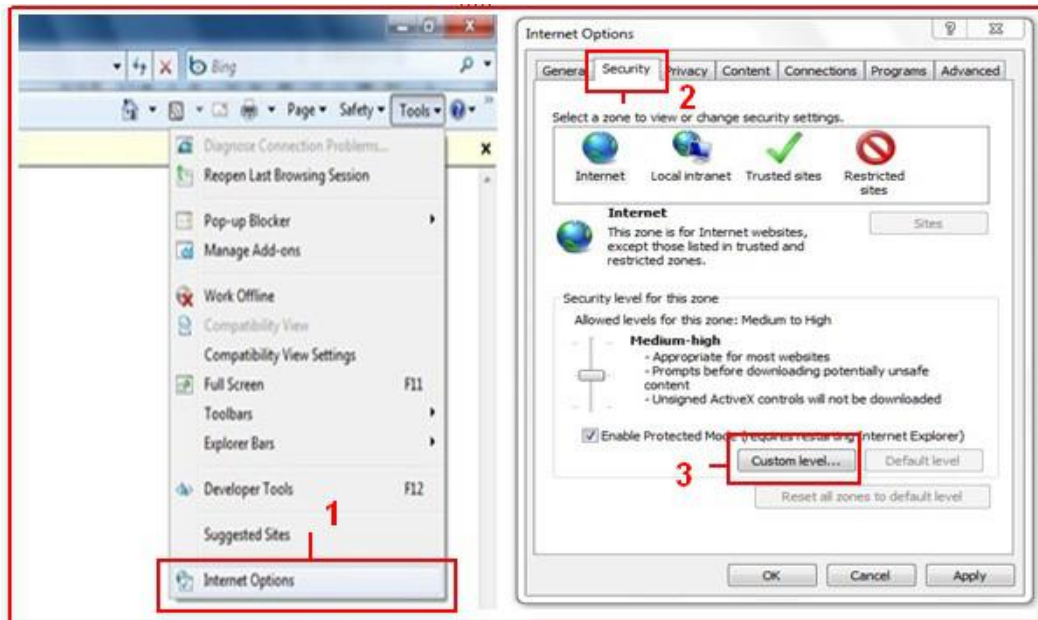 Bing
Page Safety Tools
Diagnose Connection Problems...
Reopen Last Browsing Session
Pop-up Blocker
Manage Add-ons
Work Offline
Compatibility View
Compatibility View Settings
Full Screen F11
Toolbars
Explorer Bars
Developer Tools F12
1
Suggested Sites
Internet Options
Internet Options
General Security Privacy Content Connections Programs Advanced
2
Select a zone to view or change security settings.
Internet Local intranet Trusted sites Restricted
sites
Internet
Sites
This zone is for Internet websites,
except those listed in trusted and
restricted zones.
Security level for this zone
Allowed levels for this zone: Medium to High
Medium-high
- Appropriate for most websites
- Prompts before downloading potentially unsafe
content
- Unsigned ActiveX controls will not be downloaded
Enable Protected Mode (requires restarting Internet Explorer)
3
Custom level... Default level
Reset all zones to default level
OK Cancel Apply